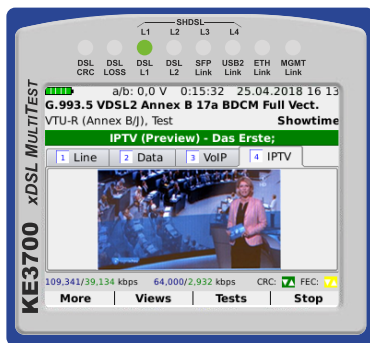 SHDSL
L1 L2 L3 L4
DSL CRC
DSL LOSS
DSL L1
DSL L2
SFP Link
USB2 Link
ETH Link
MGMT Link
KE3700 xDSL MULTITEST
a/b: 0,0 V 0:15:32 25.04.2018 16 13
G.993.5 VDSL2 Annex B 17a BDCM Full Vect.
VTU-R (Annex B/J), Test Showtime
IPTV (Preview) - Das Erste;
1 Line 2 Data 3 VoIP 4 IPTV
109,341/39,134 kbps 64,000/2,932 kbps CRC: FEC:
More Views Tests Stop